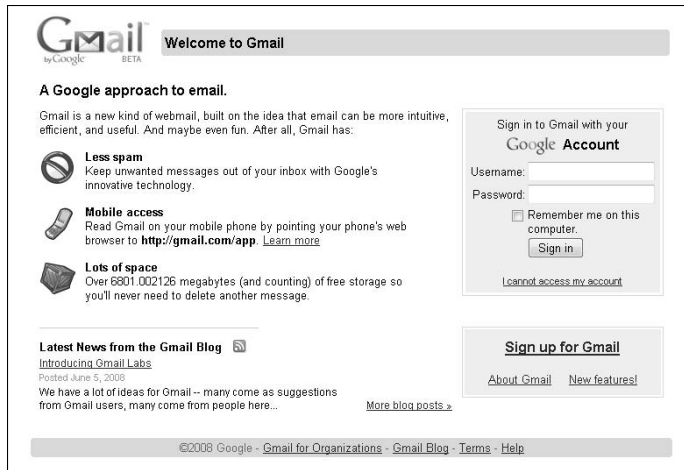 Gmail
by Google BETA
Welcome to Gmail
A Google approach to email.
Gmail is a new kind of webmail, built on the idea that email can be more intuitive,
efficient, and useful. And maybe even fun. After all, Gmail has:
Less spam
Keep unwanted messages out of your inbox with Google's
innovative technology.
Mobile access
Read Gmail on your mobile phone by pointing your phone's web
browser to http://gmail.com/app. Learn more
Lots of space
Over 6801.002126 megabytes (and counting) of free storage so
you'll never need to delete another message.
Latest News from the Gmail Blog
Introducing Gmail Labs
Posted June 5, 2008
We have a lot of ideas for Gmail -- many come as suggestions
from Gmail users, many come from people here...
More blog posts »
Sign in to Gmail with your
Google Account
Username:
Password:
Remember me on this
computer.
Sign in
I cannot access my account
Sign up for Gmail
About Gmail New features!
©2008 Google - Gmail for Organizations - Gmail Blog - Terms - Help